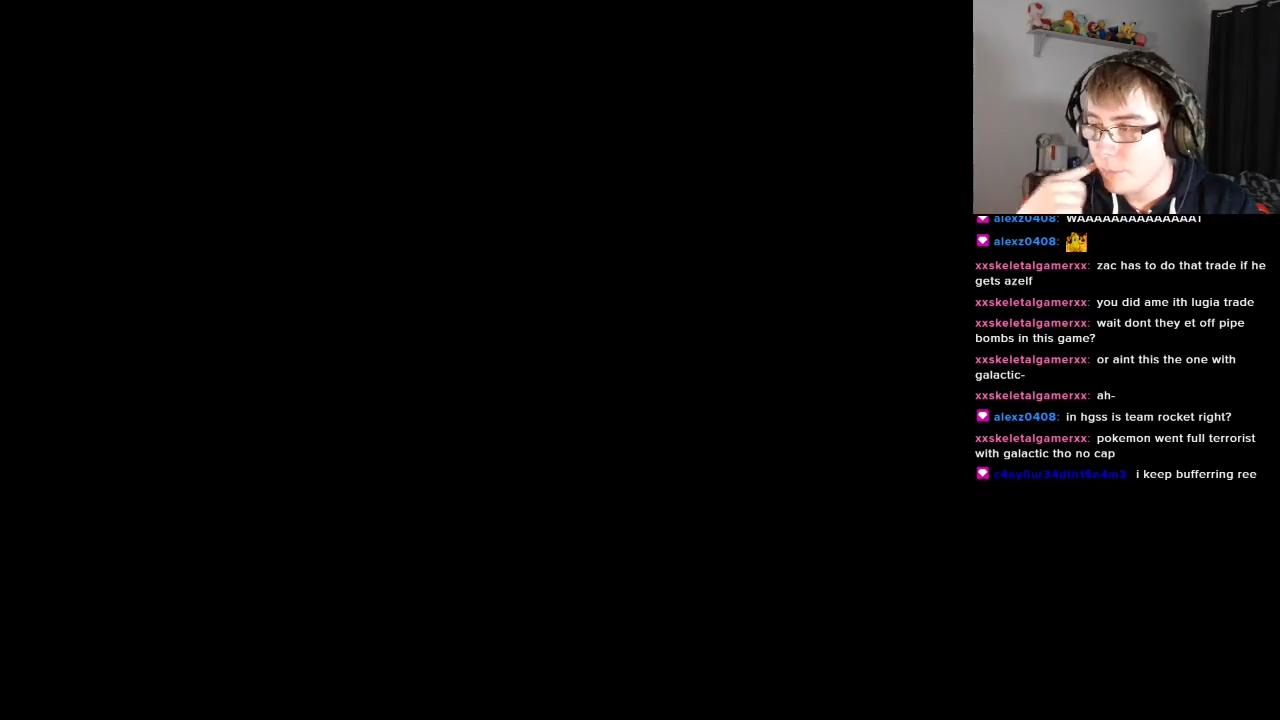 alexz0408: WAAAAAAAAAAAAAAT
alexz0408:
xxskeletalgamerxx: zac has to do that trade if he
gets azelf
xxskeletalgamerxx: you did ame ith lugia trade
xxskeletalgamerxx: wait dont they et off pipe
bombs in this game?
xxskeletalgamerxx: or aint this the one with
galactic-
xxskeletalgamerxx: ah-
alexz0408: in hgss is team rocket right?
xxskeletalgamerxx: pokemon went full terrorist
with galactic tho no cap
i keep bufferring ree